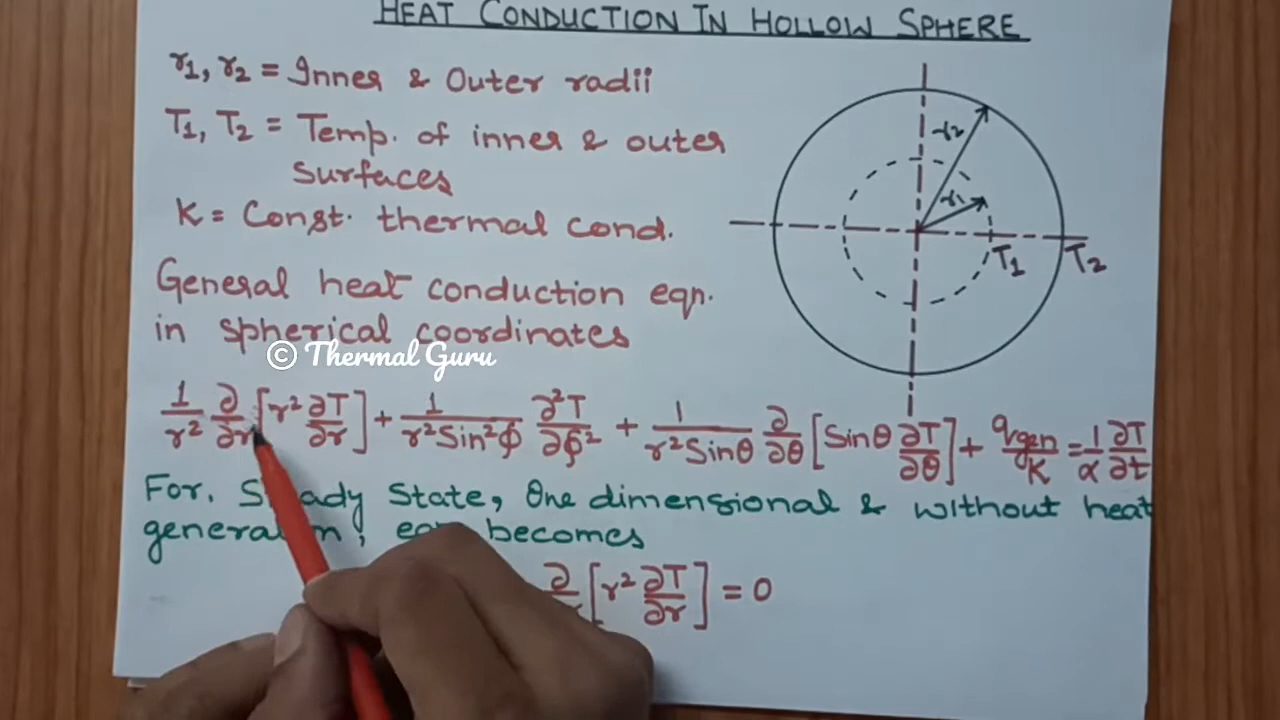 HEAT CONDUCTION IN HOLLOW SPHERE
r1, r2 = Inner & Outer radii
T1, T2 = Temp. of inner & outer
surfaces
K = Const. thermal cond.
r2
r1
T1 T2
General heat conduction eqn.
in spherical coordinates
© Thermal Guru
1/r² ∂/∂r [r² ∂T/∂r] + 1/r² Sin²ϕ ∂²T/∂ϕ² + 1/r² Sinθ ∂/∂θ [Sinθ ∂T/∂θ] + qgen/K = 1/α ∂T/∂t
For, Steady State, One dimensional & without heat
generation, becomes
∂ [r² ∂T/∂r] = 0